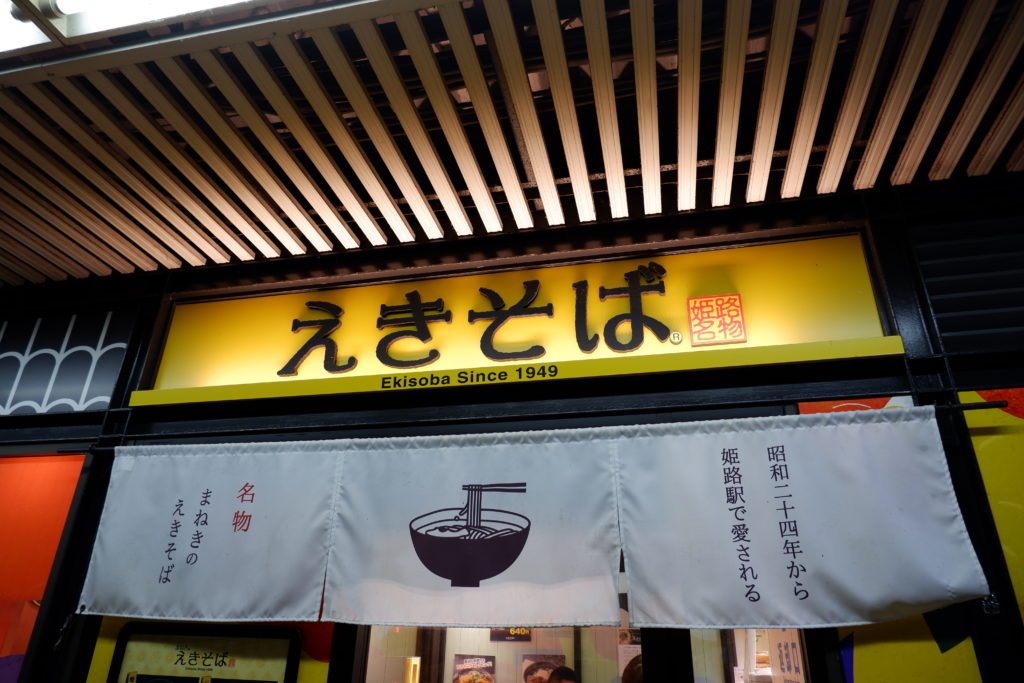 えきそば®
姫路
名物
Ekisoba Since 1949
昭和二十四年から
姫路駅で愛される
名物
まねきの
えきそば
640円
えきそば